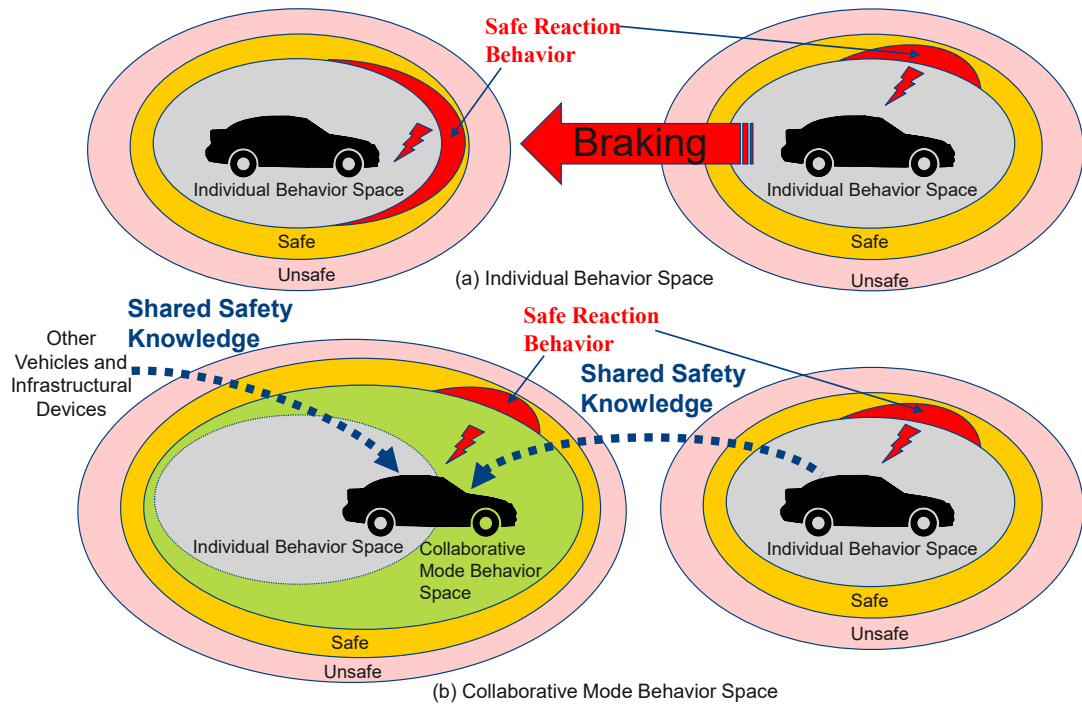 Safe Reaction
Behavior
Braking
Individual Behavior Space
Safe
Unsafe
Individual Behavior Space
Safe
Unsafe
(a) Individual Behavior Space
Shared Safety
Knowledge
Other
Vehicles and
Infrastructural
Devices
Safe Reaction
Behavior
Shared Safety
Knowledge
Individual Behavior Space
Collaborative
Mode Behavior
Space
Safe
Unsafe
Individual Behavior Space
Safe
Unsafe
(b) Collaborative Mode Behavior Space